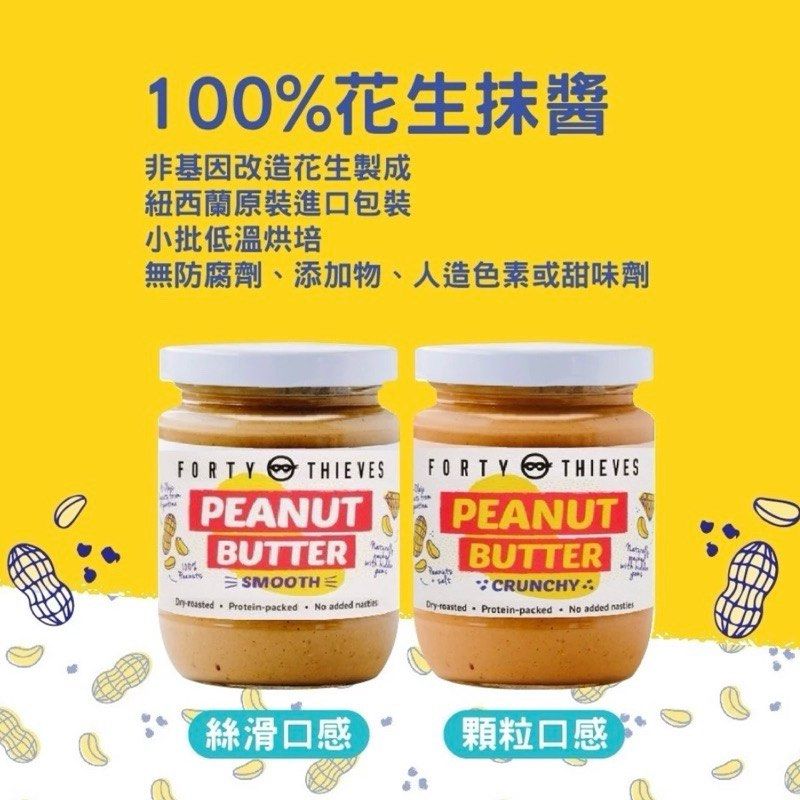 100%花生抹醬
非基因改造花生製成
紐西蘭原裝進口包裝
小批低溫烘培
無防腐劑、添加物、人造色素或甜味劑
FORTY THIEVES
PEANUT
BUTTER
SMOOTH
100%
Peanuts
Dry-roasted • Protein-packed • No added nasties
FORTY THIEVES
PEANUT
BUTTER
CRUNCHY
Peanuts
+ salt
Dry-roasted • Protein-packed • No added nasties
絲滑口感
顆粒口感